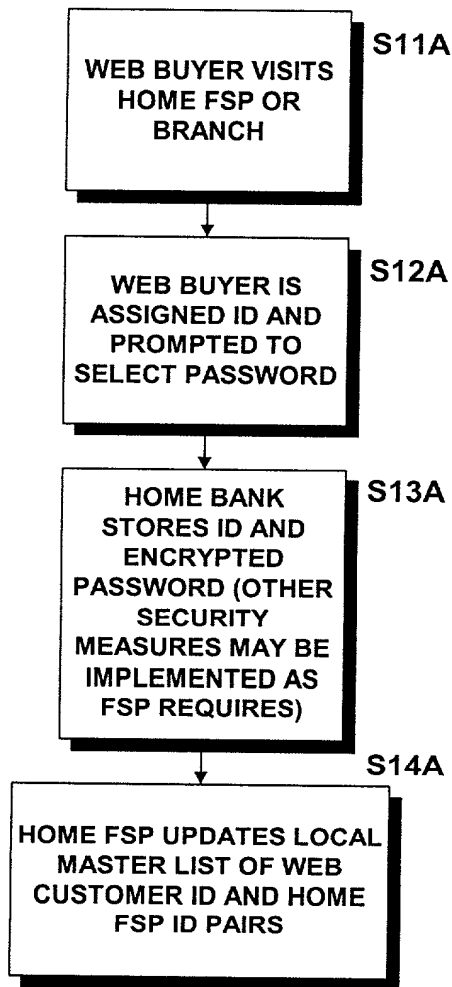 S11A
WEB BUYER VISITS
HOME FSP OR
BRANCH
S12A
WEB BUYER IS
ASSIGNED ID AND
PROMPTED TO
SELECT PASSWORD
S13A
HOME BANK
STORES ID AND
ENCRYPTED
PASSWORD (OTHER
SECURITY
MEASURES MAY BE
IMPLEMENTED AS
FSP REQUIRES)
S14A
HOME FSP UPDATES LOCAL
MASTER LIST OF WEB
CUSTOMER ID AND HOME
FSP ID PAIRS